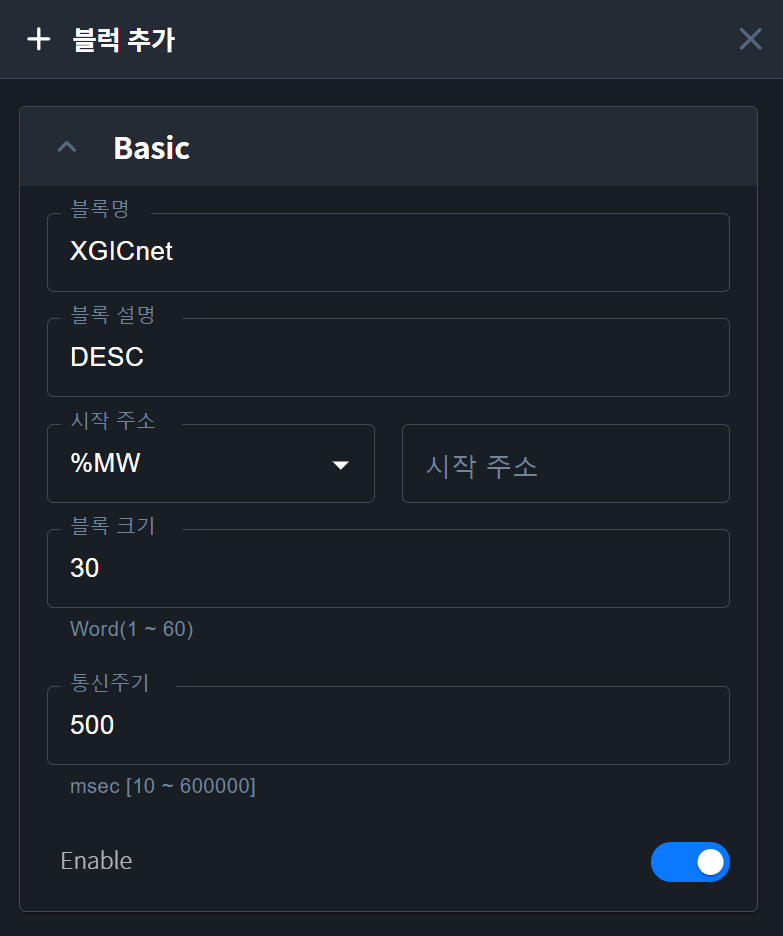 블럭 추가
Basic
블록명
XGICnet
블록 설명
DESC
시작 주소
%MW
시작 주소
블록 크기
30
Word(1 ~ 60)
통신주기
500
msec [10 ~ 600000]
Enable